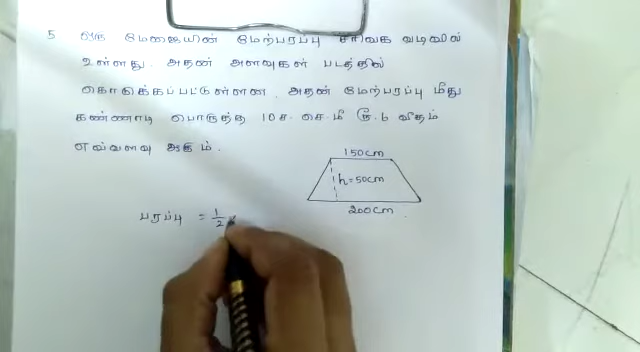 5 ஒரு மேஜையின் மேற்பரப்பு சரிவக வடிவில்
உள்ளது. அதன் அளவுகள் படத்தில்
கொடுக்கப்பட்டுள்ளன. அதன் மேற்பரப்பு மீது
கண்ணாடி பொருத்த 10 ச. செ.மீ ரூ.6 வீதம்
எவ்வளவு ஆகும்.
150cm
h=50cm
200cm
பரப்பு = 1/2 x